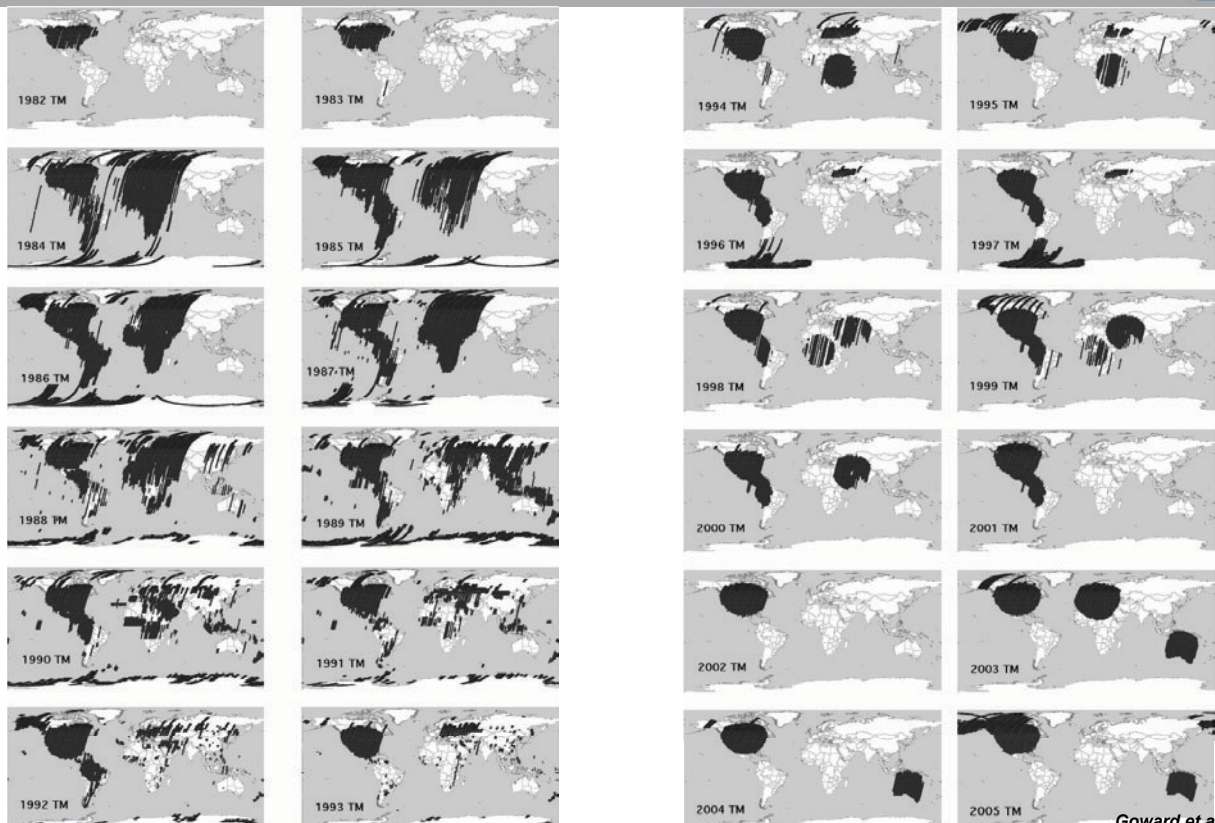 1982 TM
1983 TM
1984 TM
1985 TM
1986 TM
1987 TM
1988 TM
1989 TM
1990 TM
1991 TM
1992 TM
1993 TM
1994 TM
1995 TM
1996 TM
1997 TM
1998 TM
1999 TM
2000 TM
2001 TM
2002 TM
2003 TM
2004 TM
2005 TM
Goward et a